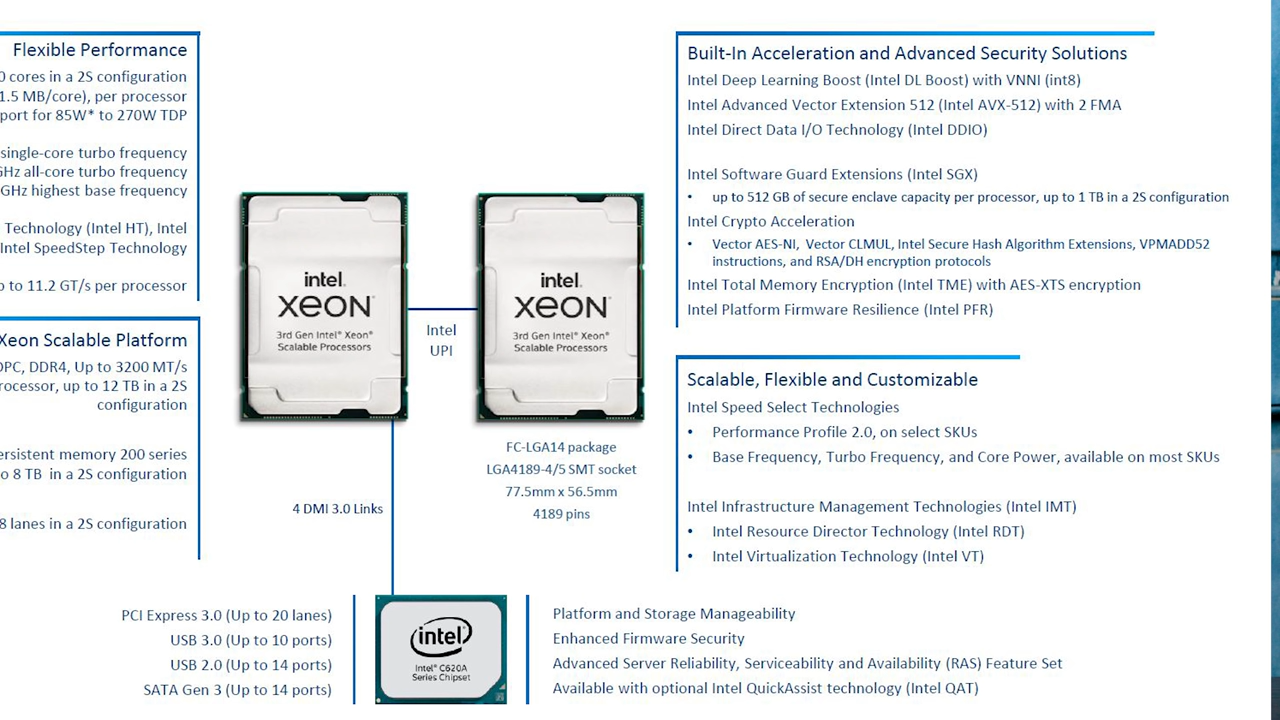 Flexible Performance
0 cores in a 2S configuration
1.5 MB/core), per processor
port for 85W* to 270W TDP
single-core turbo frequency
GHz all-core turbo frequency
GHz highest base frequency
Technology (Intel HT), Intel
Intel SpeedStep Technology
to 11.2 GT/s per processor
Xeon Scalable Platform
DPC, DDR4, Up to 3200 MT/s
rocessor, up to 12 TB in a 2S
configuration
ersistent memory 200 series
o 8 TB in a 2S configuration
8 lanes in a 2S configuration
intel.
XEON®
3rd Gen Intel® Xeon®
Scalable Processors
Intel
UPI
intel.
XEON®
3rd Gen Intel® Xeon®
Scalable Processors
FC-LGA14 package
LGA4189-4/5 SMT socket
77.5mm x 56.5mm
4189 pins
4 DMI 3.0 Links
Built-In Acceleration and Advanced Security Solutions
Intel Deep Learning Boost (Intel DL Boost) with VNNI (int8)
Intel Advanced Vector Extension 512 (Intel AVX-512) with 2 FMA
Intel Direct Data I/O Technology (Intel DDIO)
Intel Software Guard Extensions (Intel SGX)
• up to 512 GB of secure enclave capacity per processor, up to 1 TB in a 2S configuration
Intel Crypto Acceleration
• Vector AES-NI, Vector CLMUL, Intel Secure Hash Algorithm Extensions, VPMADD52
instructions, and RSA/DH encryption protocols
Intel Total Memory Encryption (Intel TME) with AES-XTS encryption
Intel Platform Firmware Resilience (Intel PFR)
Scalable, Flexible and Customizable
Intel Speed Select Technologies
• Performance Profile 2.0, on select SKUs
• Base Frequency, Turbo Frequency, and Core Power, available on most SKUs
Intel Infrastructure Management Technologies (Intel IMT)
• Intel Resource Director Technology (Intel RDT)
• Intel Virtualization Technology (Intel VT)
PCI Express 3.0 (Up to 20 lanes)
USB 3.0 (Up to 10 ports)
USB 2.0 (Up to 14 ports)
SATA Gen 3 (Up to 14 ports)
intel®
Intel® C620A
Series Chipset
Platform and Storage Manageability
Enhanced Firmware Security
Advanced Server Reliability, Serviceability and Availability (RAS) Feature Set
Available with optional Intel QuickAssist technology (Intel QAT)